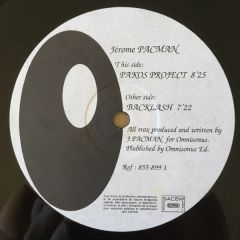 Jérome PACMAN
This side:
PAKOS PROJECT 8'25
Other side:
BACKLASH 7'22
All trax produced and written by
J.PACMAN for Omnisonus.
Plublished by Omnisonus Ed.
Ref : 855-899-1
SACEM